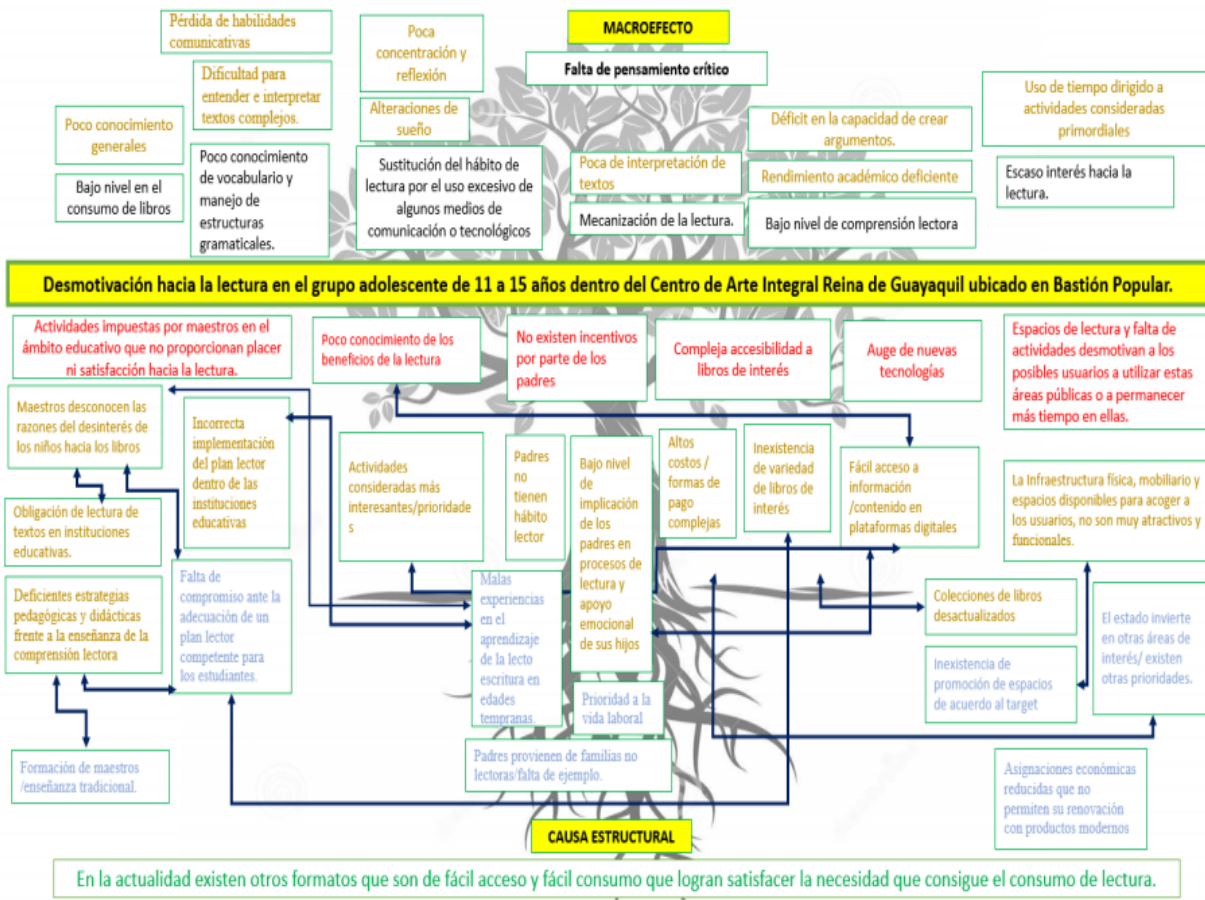 Pérdida de habilidades
comunicativas
Poca
concentración y
reflexión
MACROEFECTO
Falta de pensamiento crítico
Dificultad para
entender e interpretar
textos complejos.
Uso de tiempo dirigido a
actividades consideradas
primordiales
Poco conocimiento
generales
Alteraciones de
sueño
Déficit en la capacidad de crear
argumentos.
Bajo nivel en el
consumo de libros
Poco conocimiento
de vocabulario y
manejo de
estructuras
gramaticales.
Sustitución del hábito de
lectura por el uso excesivo de
algunos medios de
comunicación o tecnológicos
Poca de interpretación de
textos
Rendimiento académico deficiente
Escaso interés hacia la
lectura.
Mecanización de la lectura.
Bajo nivel de comprensión lectora
Desmotivación hacia la lectura en el grupo adolescente de 11 a 15 años dentro del Centro de Arte Integral Reina de Guayaquil ubicado en Bastión Popular.
Actividades impuestas por maestros en el
ámbito educativo que no proporcionan placer
ni satisfacción hacia la lectura.
Poco conocimiento de los
beneficios de la lectura
No existen incentivos
por parte de los
padres
Compleja accesibilidad a
libros de interés
Auge de nuevas
tecnologías
Espacios de lectura y falta de
actividades desmotivan a los
posibles usuarios a utilizar estas
áreas públicas o a permanecer
más tiempo en ellas.
Maestros desconocen las
razones del desinterés de
los niños hacia los libros
Incorrecta
implementación
del plan lector
dentro de las
instituciones
educativas
Actividades
consideradas más
interesantes/prioridade
s
Padres
no
tienen
hábito
lector
Bajo nivel
de
implicación
de los
padres en
procesos de
lectura y
apoyo
emocional
de sus hijos
Altos
costos /
formas de
pago
complejas
Inexistencia
de variedad
de libros de
interés
Fácil acceso a
información
/contenido en
plataformas digitales
La Infraestructura física, mobiliario y
espacios disponibles para acoger a
los usuarios, no son muy atractivos y
funcionales.
Obligación de lectura de
textos en instituciones
educativas.
Deficientes estrategias
pedagógicas y didácticas
frente a la enseñanza de la
comprensión lectora
Falta de
compromiso ante la
adecuación de un
plan lector
competente para
los estudiantes.
Malas
experiencias
en el
aprendizaje
de la lecto
escritura en
edades
tempranas.
Colecciones de libros
desactualizados
El estado invierte
en otras áreas de
interés/ existen
otras prioridades.
Inexistencia de
promoción de espacios
de acuerdo al target
Prioridad a la
vida laboral
Formación de maestros
/enseñanza tradicional.
Padres provienen de familias no
lectoras/falta de ejemplo.
Asignaciones económicas
reducidas que no
permiten su renovación
con productos modernos
CAUSA ESTRUCTURAL
En la actualidad existen otros formatos que son de fácil acceso y fácil consumo que logran satisfacer la necesidad que consigue el consumo de lectura.